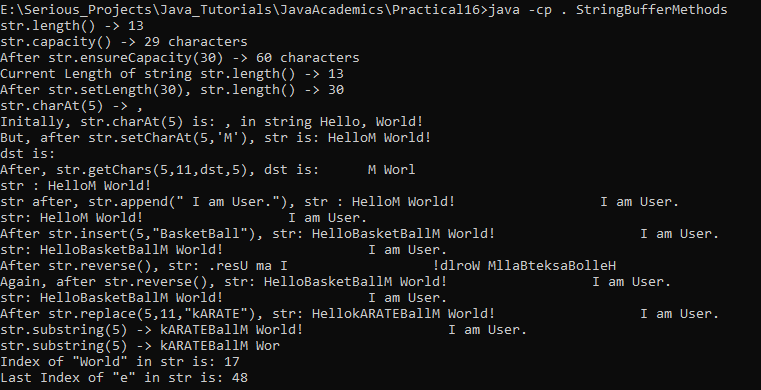 E:\Serious_Projects\Java_Tutorials\JavaAcademics\Practical16>java -cp . StringBufferMethods
str.length() -> 13
str.capacity() -> 29 characters
After str.ensureCapacity(30) -> 60 characters
Current Length of string str.length() -> 13
After str.setLength(30), str.length() -> 30
str.charAt(5) -> ,
Initally, str.charAt(5) is: , in string Hello, World!
But, after str.setCharAt(5,'M'), str is: HelloM World!
dst is:
After, str.getChars(5,11,dst,5), dst is:      M Worl
str : HelloM World!
str after, str.append(" I am User."), str : HelloM World!                  I am User.
str: HelloM World!                  I am User.
After str.insert(5,"BasketBall"), str: HelloBasketBallM World!                  I am User.
str: HelloBasketBallM World!                  I am User.
After str.reverse(), str: .resU ma I                  !dlroW MllaBteksaBolleH
Again, after str.reverse(), str: HelloBasketBallM World!                  I am User.
str: HelloBasketBallM World!                  I am User.
After str.replace(5,11,"kARATE"), str: HellokARATEBallM World!                  I am User.
str.substring(5) -> kARATEBallM World!                  I am User.
str.substring(5) -> kARATEBallM Wor
Index of "World" in str is: 17
Last Index of "e" in str is: 48